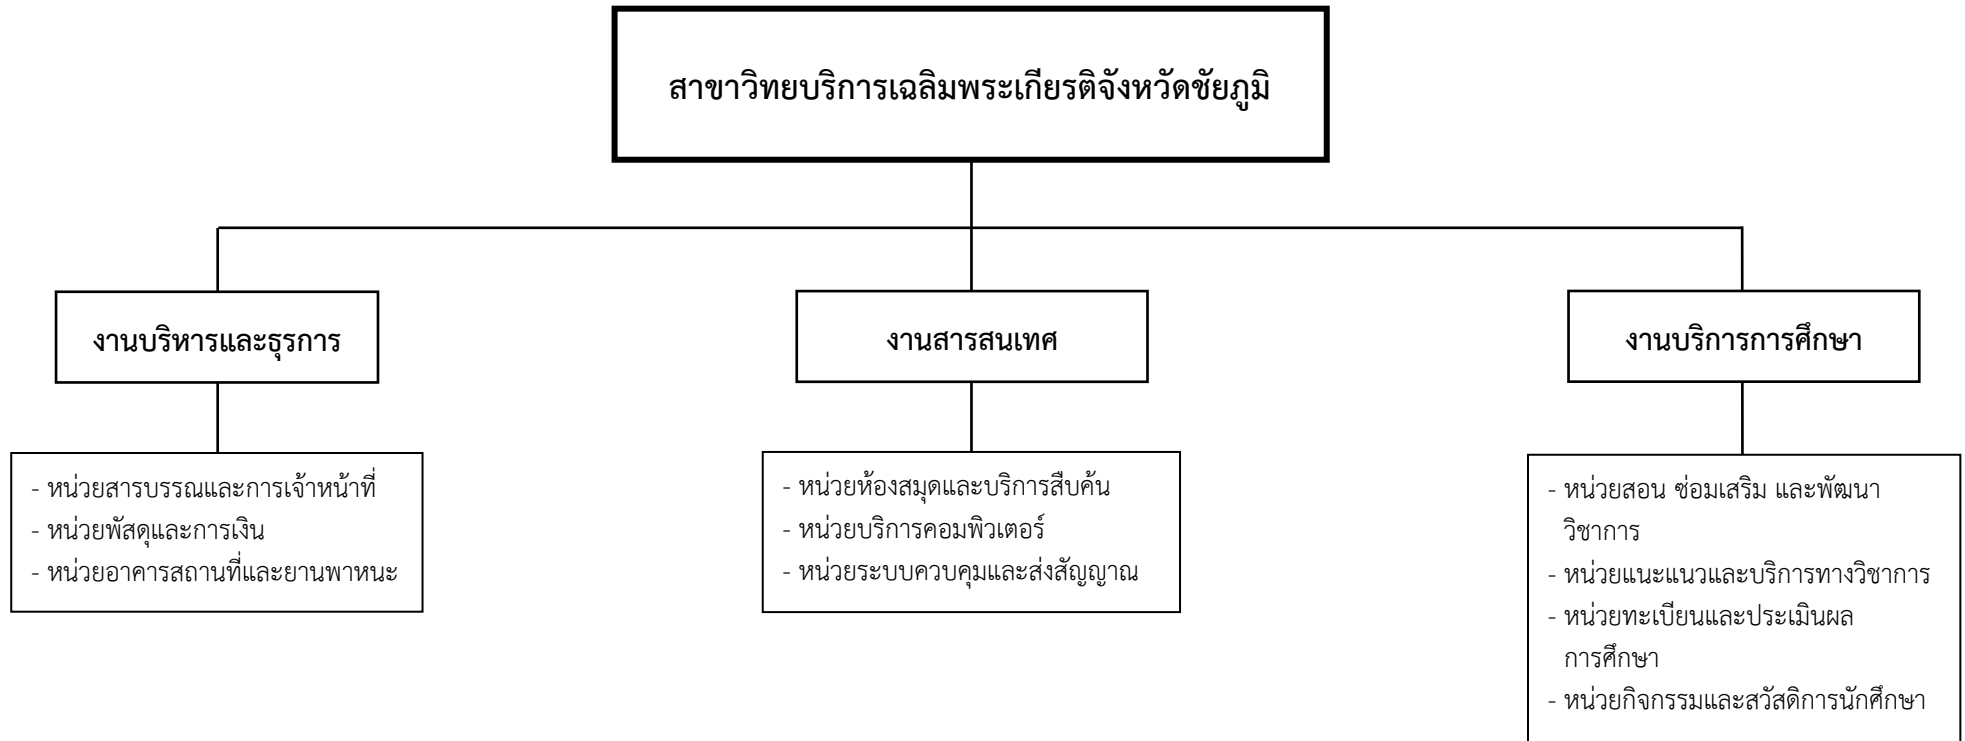 สาขาวิทยบริการเฉลิมพระเกียรติจังหวัดชัยภูมิ
งานบริหารและธุรการ
งานสารสนเทศ
งานบริการการศึกษา
- หน่วยสารบรรณและการเจ้าหน้าที่
- หน่วยพัสดุและการเงิน
- หน่วยอาคารสถานที่และยานพาหนะ
- หน่วยห้องสมุดและบริการสืบค้น
- หน่วยบริการคอมพิวเตอร์
- หน่วยระบบควบคุมและส่งสัญญาณ
- หน่วยสอน ซ่อมเสริม และพัฒนา
วิชาการ
- หน่วยแนะแนวและบริการทางวิชาการ
- หน่วยทะเบียนและประเมินผล
การศึกษา
- หน่วยกิจกรรมและสวัสดิการนักศึกษา